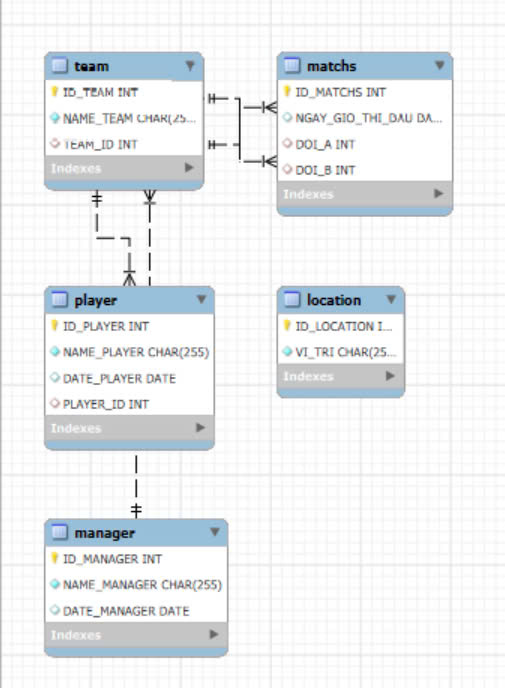 team
ID_TEAM INT
NAME_TEAM CHAR(25...
TEAM_ID INT
Indexes
matchs
ID_MATCHS INT
NGAY_GIO_THI_DAU DA...
DOI_A INT
DOI_B INT
Indexes
player
ID_PLAYER INT
NAME_PLAYER CHAR(255)
DATE_PLAYER DATE
PLAYER_ID INT
Indexes
location
ID_LOCATION I...
VI_TRI CHAR(25...
Indexes
manager
ID_MANAGER INT
NAME_MANAGER CHAR(255)
DATE_MANAGER DATE
Indexes